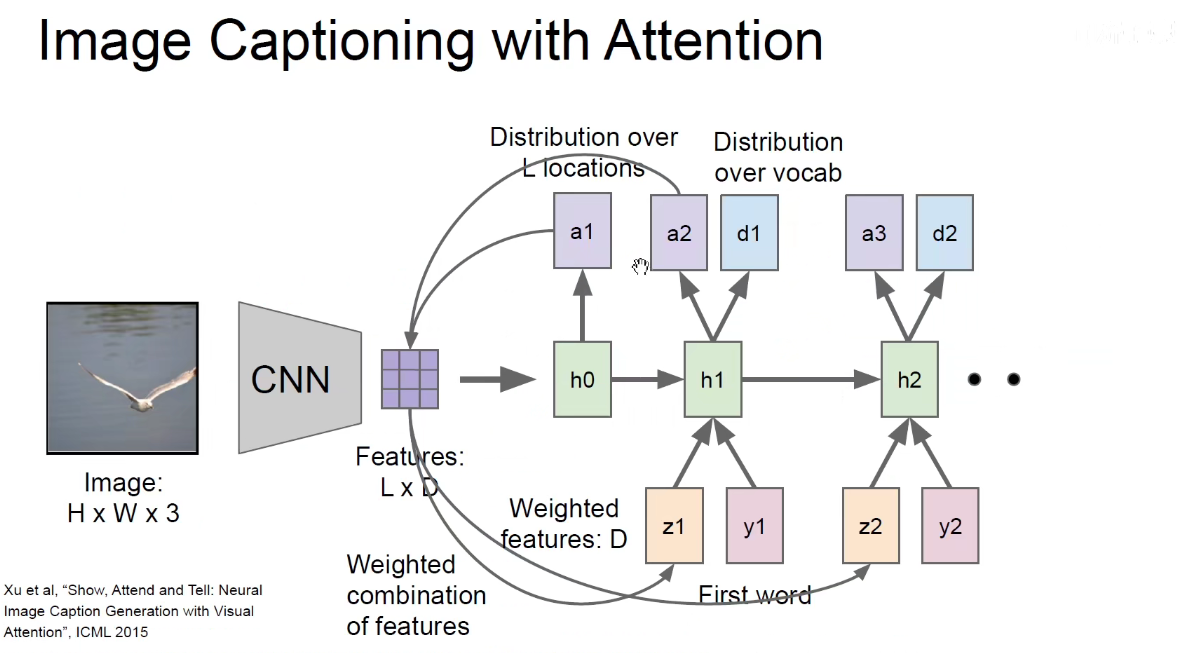 Image Captioning with Attention
Distribution over
L locations
Distribution
over vocab
a1
a2
d1
a3
d2
CNN
h0
h1
h2
Features:
L x D
Image:
H x W x 3
Weighted
features: D
z1
y1
z2
y2
Weighted
combination
of features
First word
Xu et al, “Show, Attend and Tell: Neural
Image Caption Generation with Visual
Attention”, ICML 2015